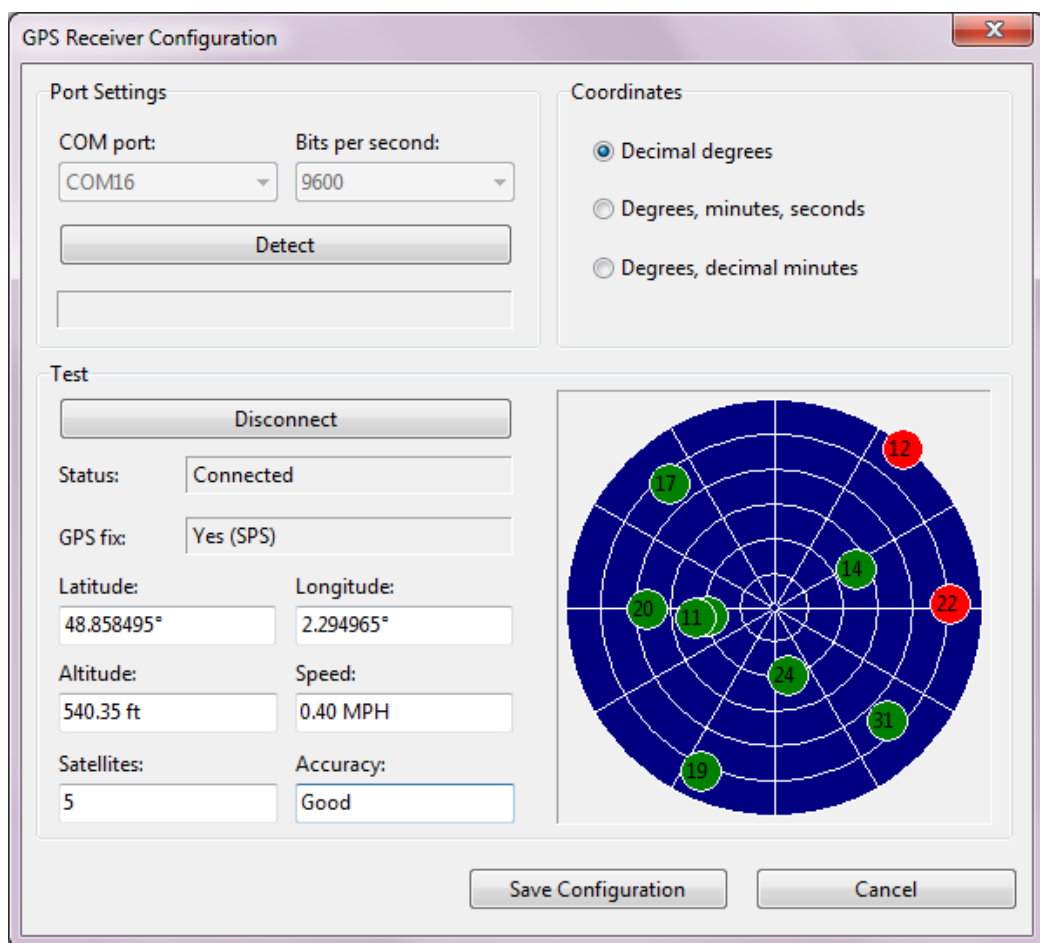 GPS Receiver Configuration
Port Settings
COM port:
Bits per second:
COM16
9600
Detect
Coordinates
Decimal degrees
Degrees, minutes, seconds
Degrees, decimal minutes
Test
Disconnect
Status:
Connected
GPS fix:
Yes (SPS)
Latitude:
Longitude:
48.858495°
2.294965°
Altitude:
Speed:
540.35 ft
0.40 MPH
Satellites:
Accuracy:
5
Good
12
17
14
20
11
22
24
31
19
Save Configuration
Cancel